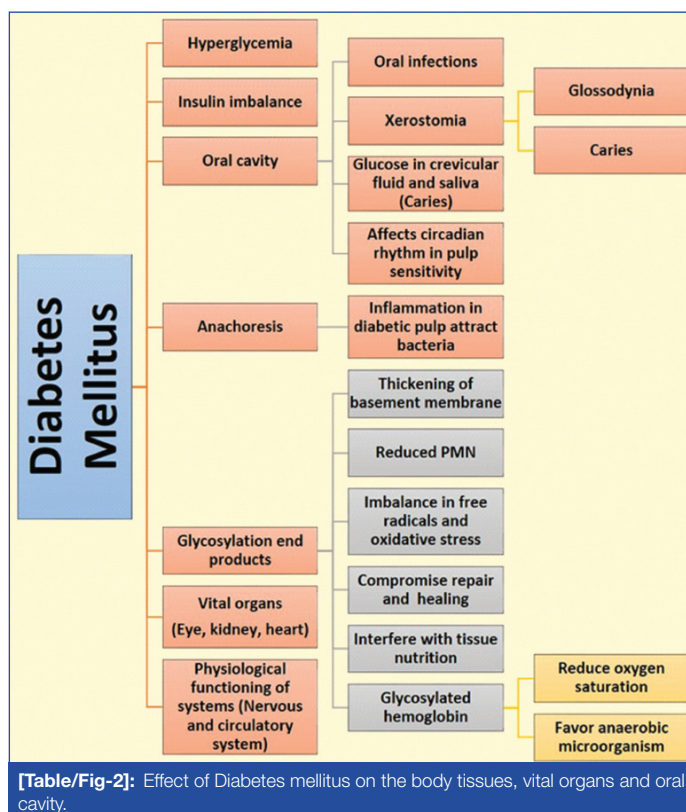 Diabetes
Mellitus
Hyperglycemia
Insulin imbalance
Oral cavity
Oral infections
Xerostomia
Glossodynia
Caries
Glucose in crevicular
fluid and saliva
(Caries)
Affects circadian
rhythm in pulp
sensitivity
Anachoresis
Inflammation in
diabetic pulp attract
bacteria
Glycosylation end
products
Thickening of
basement membrane
Reduced PMN
Imbalance in free
radicals and
oxidative stress
Compromise repair
and healing
Interfere with tissue
nutrition
Glycosylated
hemoglobin
Reduce oxygen
saturation
Favor anaerobic
microorganism
Vital organs
(Eye, kidney, heart)
Physiological
functioning of
systems (Nervous
and circulatory
system)
[Table/Fig-2]: Effect of Diabetes mellitus on the body tissues, vital organs and oral
cavity.